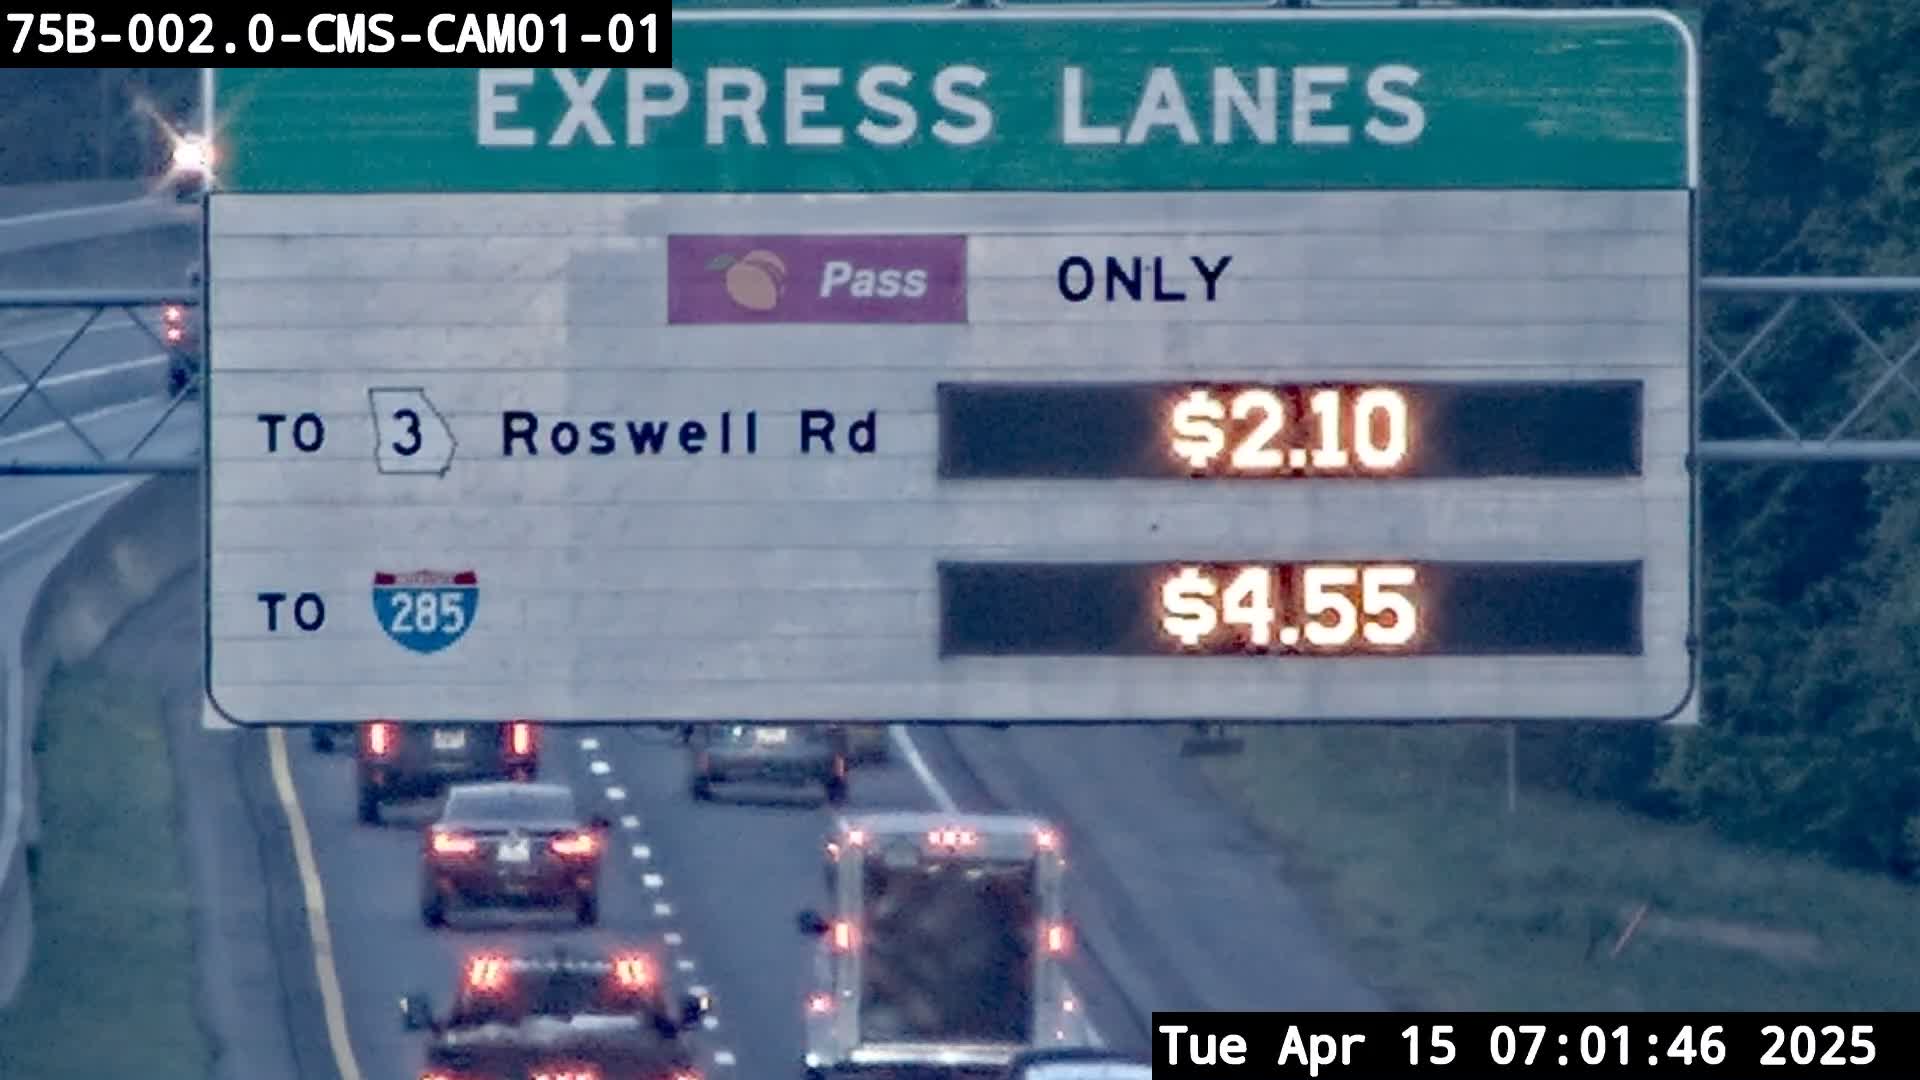 75B-002.0-CMS-CAM01-01
EXPRESS LANES
Pass ONLY
TO 3 Roswell Rd $2.10
TO 285 $4.55
Tue Apr 15 07:01:46 2025